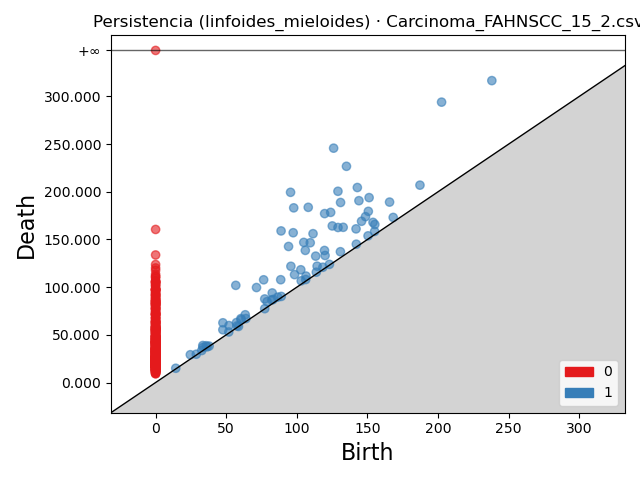 Persistencia (linfoides_mieloides) · Carcinoma_FAHNSCC_15_2.csv
+∞
300.000
250.000
200.000
150.000
100.000
50.000
0.000
Death
0
1
0 50 100 150 200 250 300
Birth